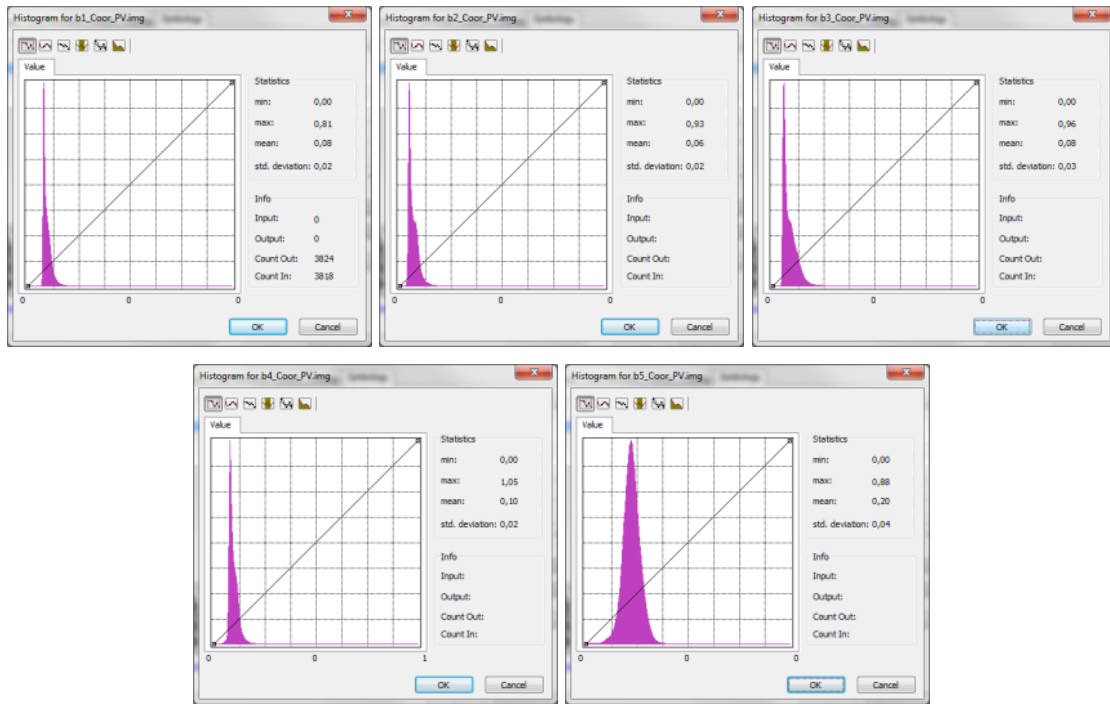 Histogram for b1_Coor_PV.img
Value
Statistics
min: 0,00
max: 0,81
mean: 0,08
std. deviation: 0,02
Info
Input: 0
Output: 0
Count Out: 3824
Count In: 3818
0 0 0
OK Cancel
Histogram for b2_Coor_PV.img
Value
Statistics
min: 0,00
max: 0,93
mean: 0,06
std. deviation: 0,02
Info
Input:
Output:
Count Out:
Count In:
0 0 0
OK Cancel
Histogram for b3_Coor_PV.img
Value
Statistics
min: 0,00
max: 0,96
mean: 0,08
std. deviation: 0,03
Info
Input:
Output:
Count Out:
Count In:
0 0 0
OK Cancel
Histogram for b4_Coor_PV.img
Value
Statistics
min: 0,00
max: 1,05
mean: 0,10
std. deviation: 0,02
Info
Input:
Output:
Count Out:
Count In:
0 0 1
OK Cancel
Histogram for b5_Coor_PV.img
Value
Statistics
min: 0,00
max: 0,88
mean: 0,20
std. deviation: 0,04
Info
Input:
Output:
Count Out:
Count In:
0 0 0
OK Cancel